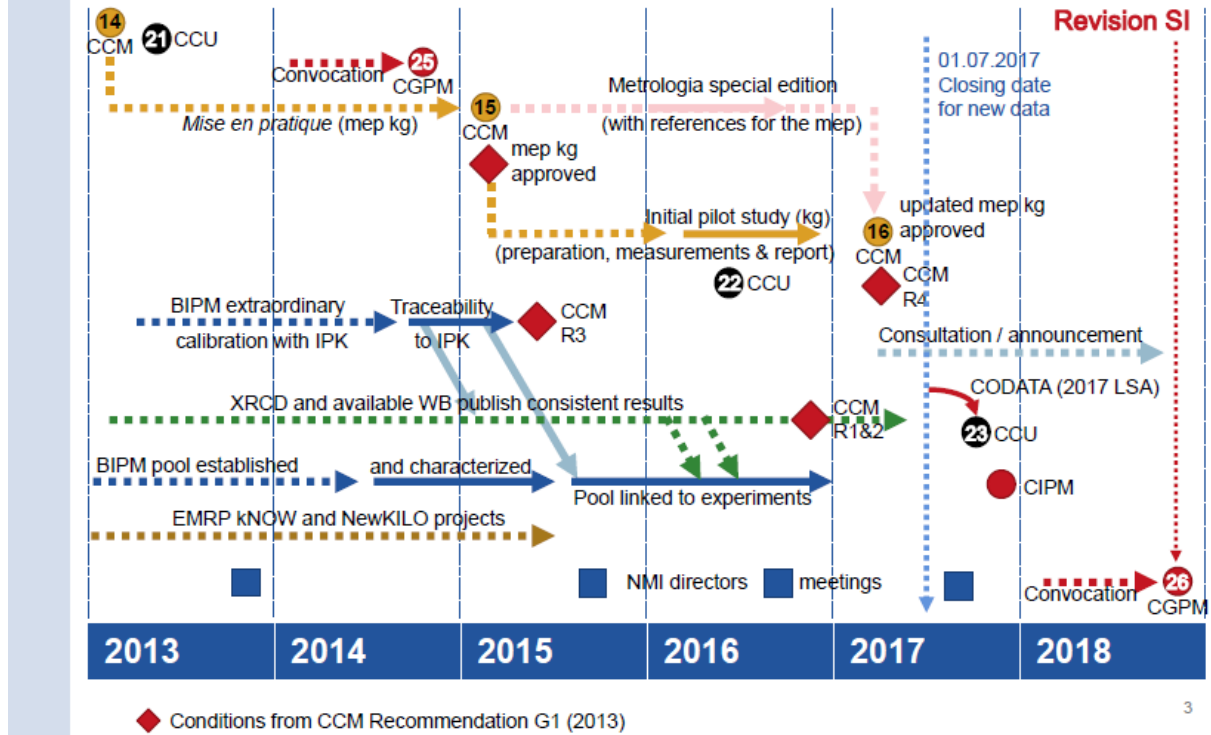 Revision SI
14
CCM
21 CCU
Convocation
25
CGPM
01.07.2017
Closing date
for new data
Metrologia special edition
(with references for the mep)
Mise en pratique (mep kg)
15
CCM
mep kg
approved
Initial pilot study (kg)
(preparation, measurements & report)
updated mep kg
approved
16
CCM
22 CCU
CCM
R4
BIPM extraordinary
calibration with IPK
Traceability
to IPK
CCM
R3
Consultation / announcement
XRCD and available WB publish consistent results
CCM
R1&2
CODATA (2017 LSA)
23 CCU
BIPM pool established
and characterized
Pool linked to experiments
CIPM
EMRP kNOW and NewKILO projects
NMI directors
meetings
Convocation
26
CGPM
2013
2014
2015
2016
2017
2018
Conditions from CCM Recommendation G1 (2013)
3